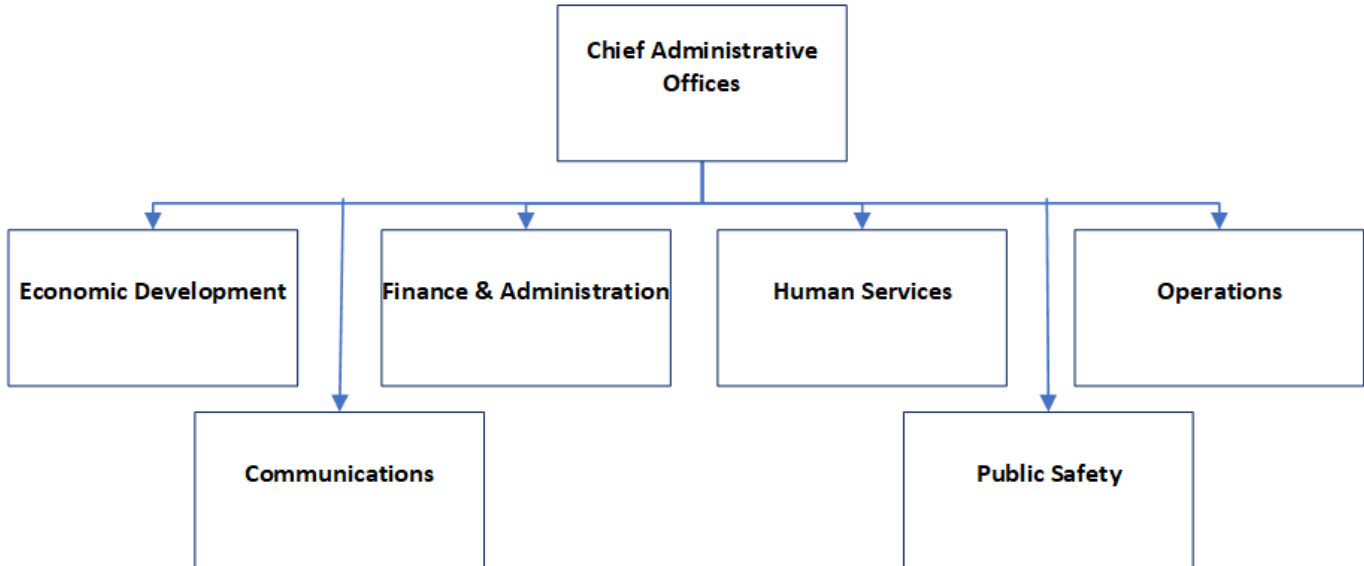 Chief Administrative
Offices
Economic Development
Finance & Administration
Human Services
Operations
Communications
Public Safety